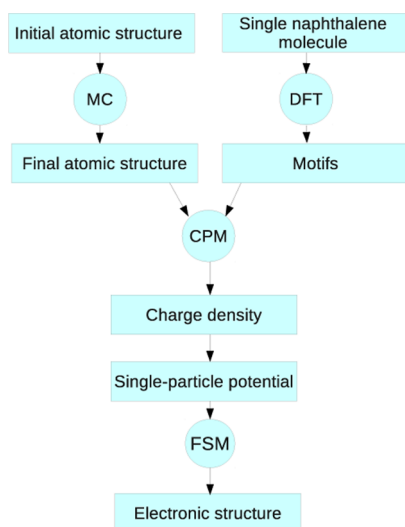 Initial atomic structure
Single naphthalene
molecule
MC
DFT
Final atomic structure
Motifs
CPM
Charge density
Single-particle potential
FSM
Electronic structure